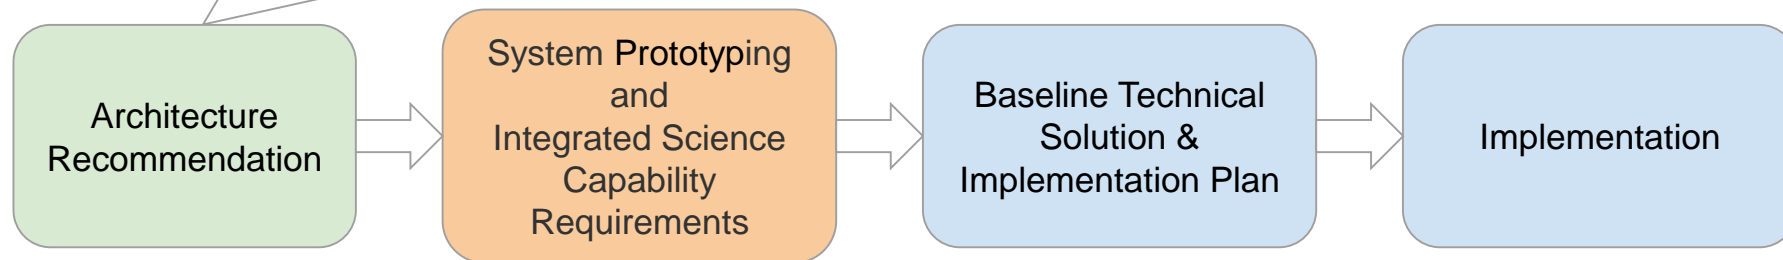 Architecture
Recommendation
System Prototyping
and
Integrated Science
Capability
Requirements
Baseline Technical
Solution &
Implementation Plan
Implementation